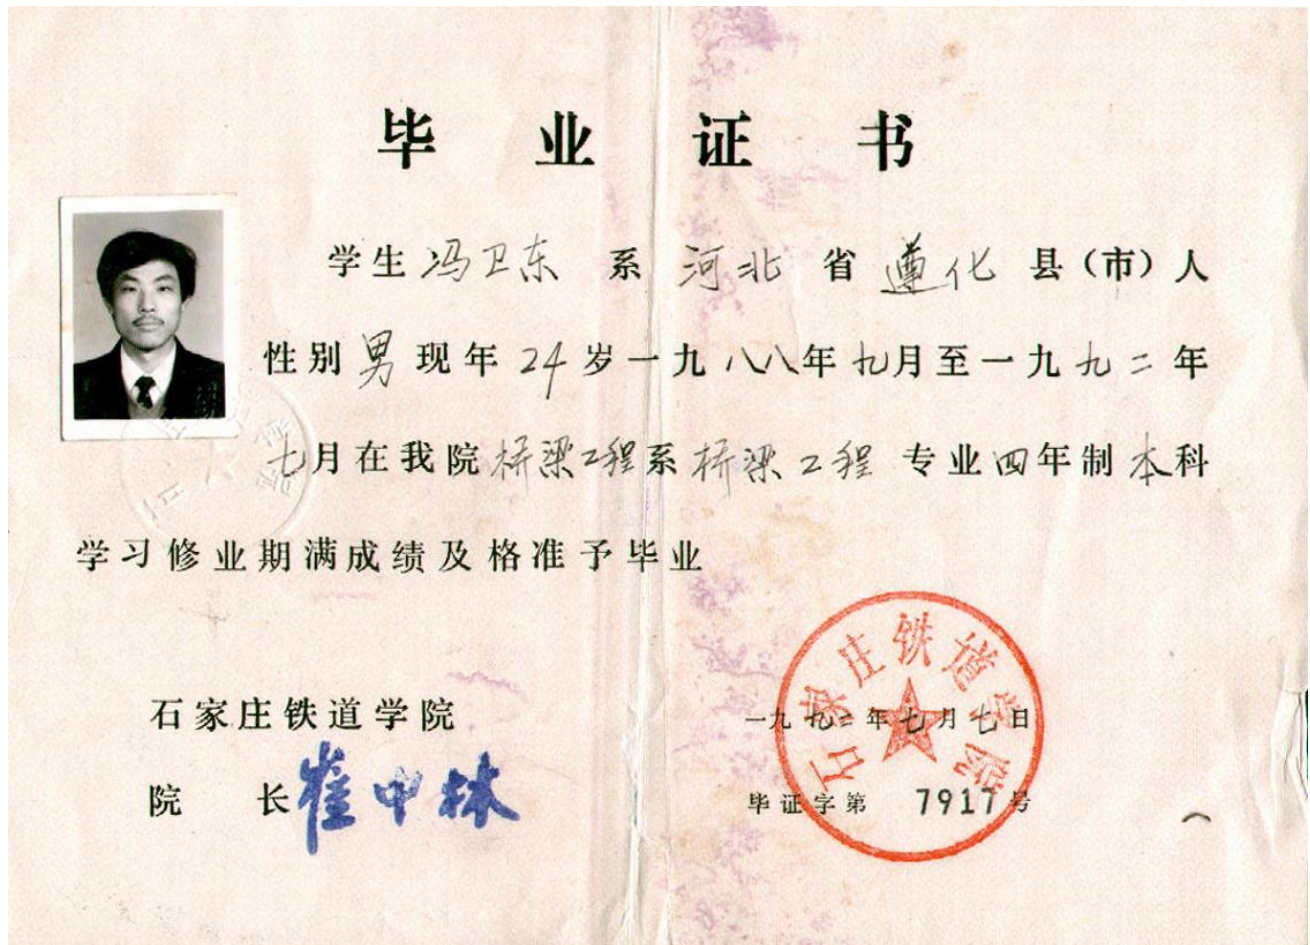 毕业证书
学生冯卫东系河北省遵化县（市）人
性别男现年24岁一九八八年九月至一九九二年
七月在我院桥梁工程系桥梁工程专业四年制本科
学习修业期满成绩及格准予毕业
石家庄铁道学院
院长崔中林
一九九二年七月七日
毕证字第7917号
石家庄铁道学院